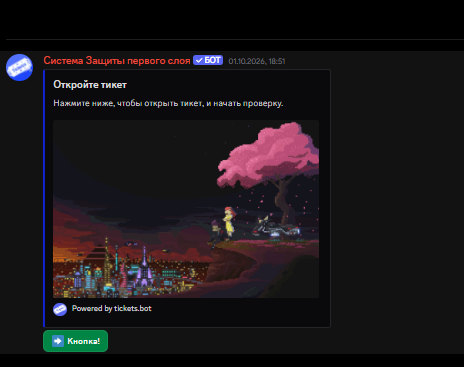 Система Защиты первого слоя ✓ БОТ 01.10.2026, 18:51
Откройте тикет
Нажмите ниже, чтобы открыть тикет, и начать проверку.
Powered by tickets.bot
➡ Кнопка!